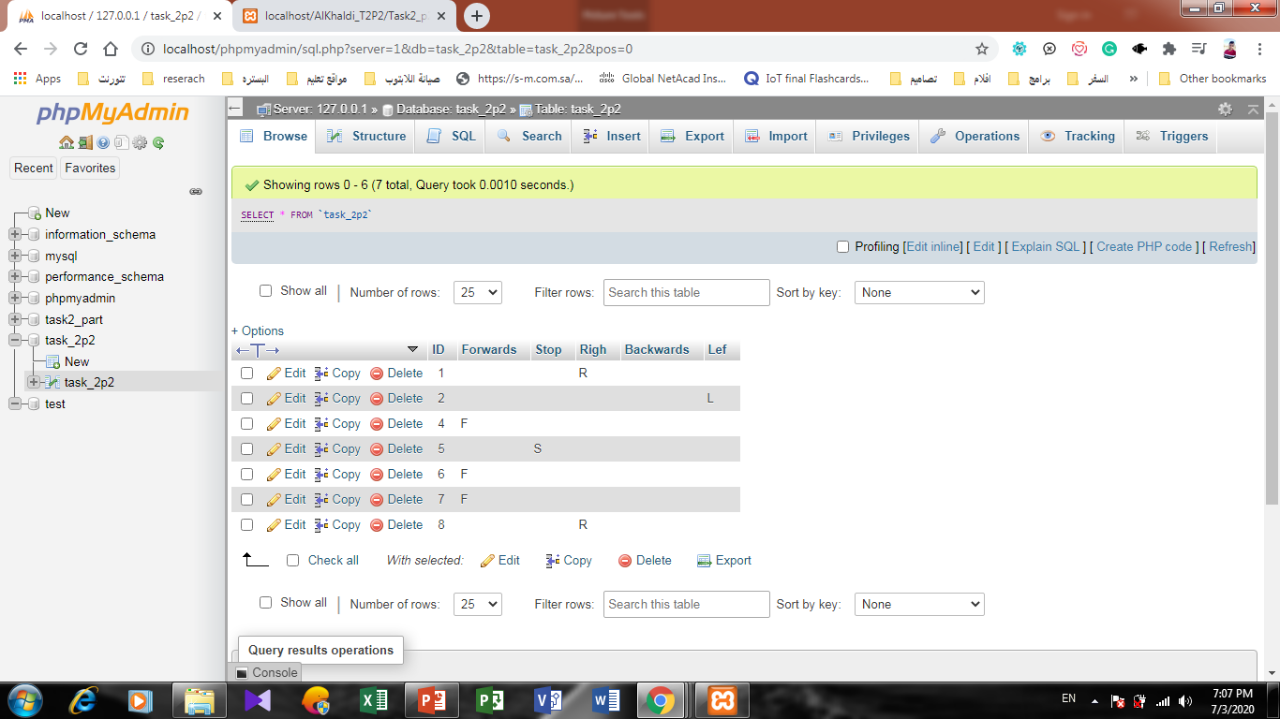 localhost / 127.0.0.1 / task_2p2 /
localhost/AlKhaldi_T2P2/Task2_p
localhost/phpmyadmin/sql.php?server=1&db=task_2p2&table=task_2p2&pos=0
Apps تورنت reserach البستره مواقع تعليم صيانة اللابتوب https://s-m.com.sa/... Global NetAcad Ins... IoT final Flashcards... تصاميم افلام برامج السفر » Other bookmarks
phpMyAdmin
Recent Favorites
New
information_schema
mysql
performance_schema
phpmyadmin
task2_part
task_2p2
New
task_2p2
test
Server: 127.0.0.1 » Database: task_2p2 » Table: task_2p2
Browse Structure SQL Search Insert Export Import Privileges Operations Tracking Triggers
Showing rows 0 - 6 (7 total, Query took 0.0010 seconds.)
SELECT * FROM `task_2p2`
Profiling [Edit inline] [ Edit ] [ Explain SQL ] [ Create PHP code ] [ Refresh]
Show all | Number of rows: 25 Filter rows: Search this table Sort by key: None
+ Options
←T→ ID Forwards Stop Righ Backwards Lef
Edit Copy Delete 1 R
Edit Copy Delete 2 L
Edit Copy Delete 4 F
Edit Copy Delete 5 S
Edit Copy Delete 6 F
Edit Copy Delete 7 F
Edit Copy Delete 8 R
Check all With selected: Edit Copy Delete Export
Show all | Number of rows: 25 Filter rows: Search this table Sort by key: None
Query results operations
Console
EN
7:07 PM
7/3/2020